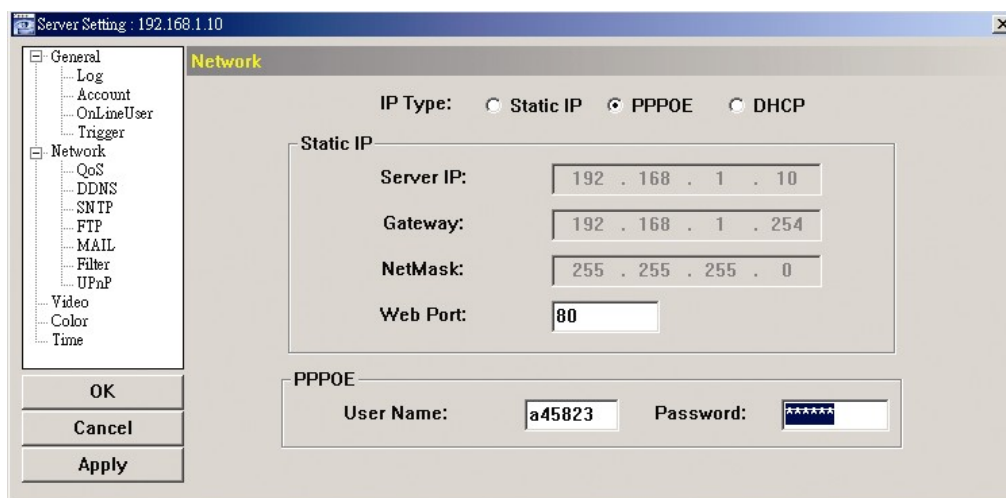 Server Setting : 192.168.1.10
General
Log
Account
OnLineUser
Trigger
Network
QoS
DDNS
SNTP
FTP
MAIL
Filter
UPnP
Video
Color
Time
OK
Cancel
Apply
Network
IP Type: Static IP PPPOE DHCP
Static IP
Server IP: 192 . 168 . 1 . 10
Gateway: 192 . 168 . 1 . 254
NetMask: 255 . 255 . 255 . 0
Web Port: 80
PPPOE
User Name: a45823 Password: ******